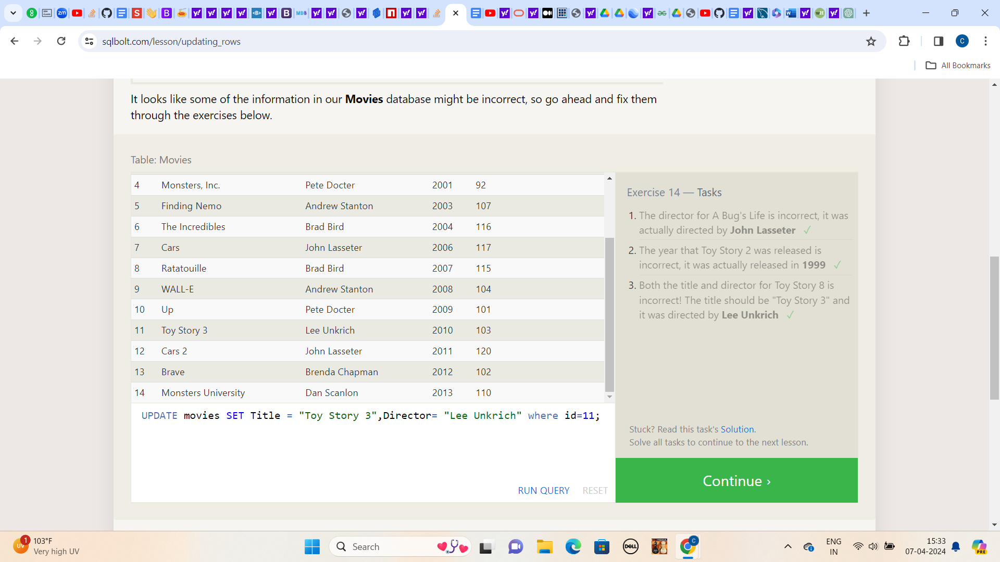 sqlbolt.com/lesson/updating_rows
C
All Bookmarks
It looks like some of the information in our Movies database might be incorrect, so go ahead and fix them
through the exercises below.
Table: Movies
4 Monsters, Inc. Pete Docter 2001 92
5 Finding Nemo Andrew Stanton 2003 107
6 The Incredibles Brad Bird 2004 116
7 Cars John Lasseter 2006 117
8 Ratatouille Brad Bird 2007 115
9 WALL-E Andrew Stanton 2008 104
10 Up Pete Docter 2009 101
11 Toy Story 3 Lee Unkrich 2010 103
12 Cars 2 John Lasseter 2011 120
13 Brave Brenda Chapman 2012 102
14 Monsters University Dan Scanlon 2013 110
UPDATE movies SET Title = "Toy Story 3",Director= "Lee Unkrich" where id=11;
RUN QUERY RESET
Exercise 14 — Tasks
1. The director for A Bug's Life is incorrect, it was
actually directed by John Lasseter ✓
2. The year that Toy Story 2 was released is
incorrect, it was actually released in 1999 ✓
3. Both the title and director for Toy Story 8 is
incorrect! The title should be "Toy Story 3" and
it was directed by Lee Unkrich ✓
Stuck? Read this task's Solution.
Solve all tasks to continue to the next lesson.
Continue ›
UV 1 103°F
Very high UV
Search
DELL
C
ENG
IN
15:33
07-04-2024
PRE